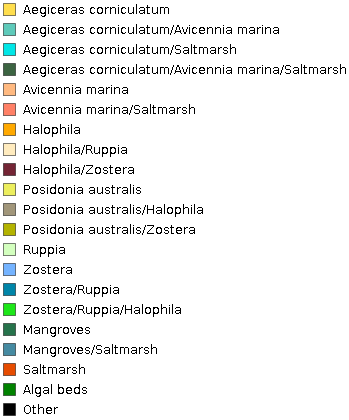 Aegiceras corniculatum
Aegiceras corniculatum/Avicennia marina
Aegiceras corniculatum/Saltmarsh
Aegiceras corniculatum/Avicennia marina/Saltmarsh
Avicennia marina
Avicennia marina/Saltmarsh
Halophila
Halophila/Ruppia
Halophila/Zostera
Posidonia australis
Posidonia australis/Halophila
Posidonia australis/Zostera
Ruppia
Zostera
Zostera/Ruppia
Zostera/Ruppia/Halophila
Mangroves
Mangroves/Saltmarsh
Saltmarsh
Algal beds
Other